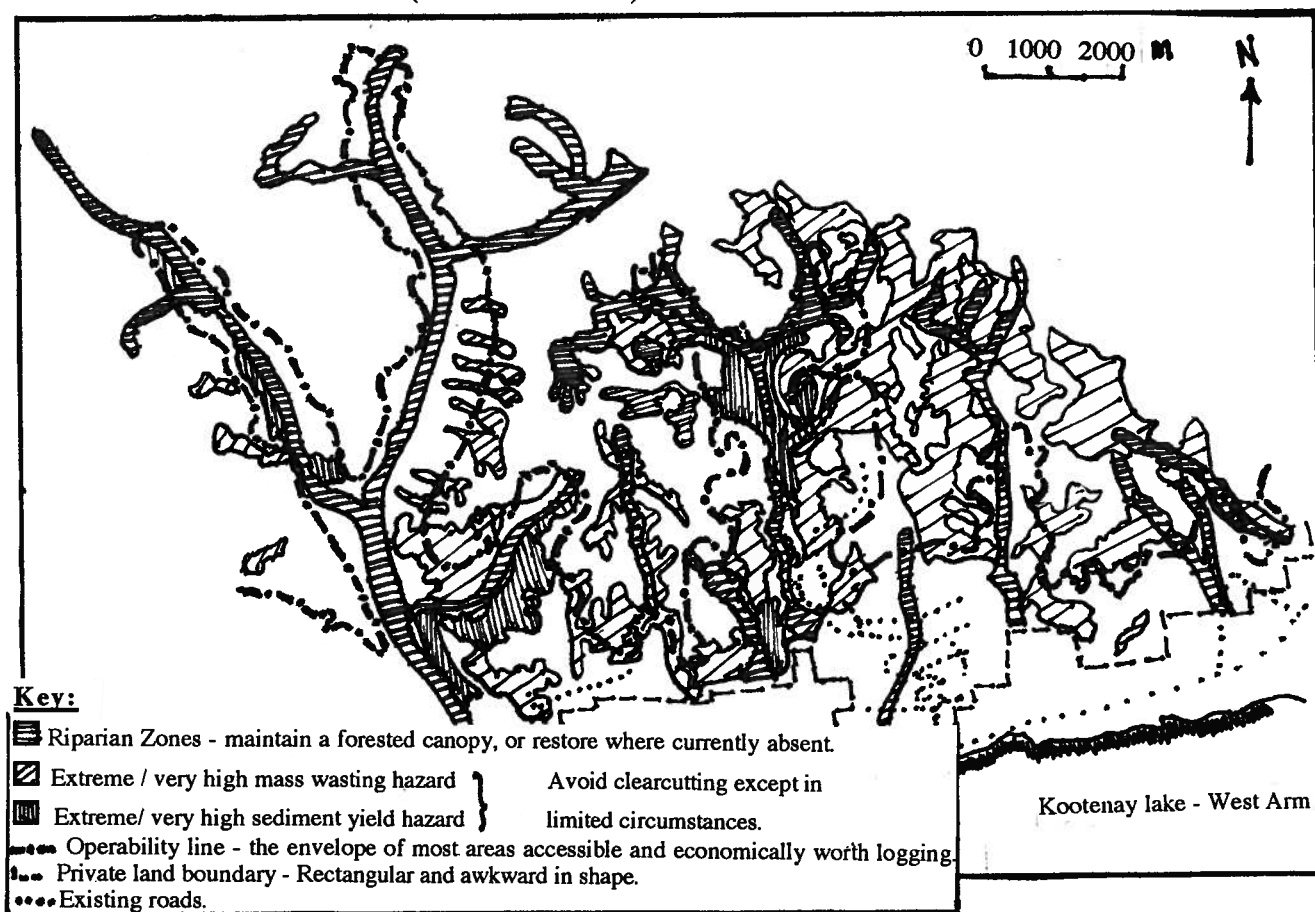 0 1000 2000 m
N
Key:
Riparian Zones - maintain a forested canopy, or restore where currently absent.
Extreme / very high mass wasting hazard
Avoid clearcutting except in
Extreme/ very high sediment yield hazard
limited circumstances.
Operability line - the envelope of most areas accessible and economically worth logging.
Private land boundary - Rectangular and awkward in shape.
Existing roads.
Kootenay lake - West Arm